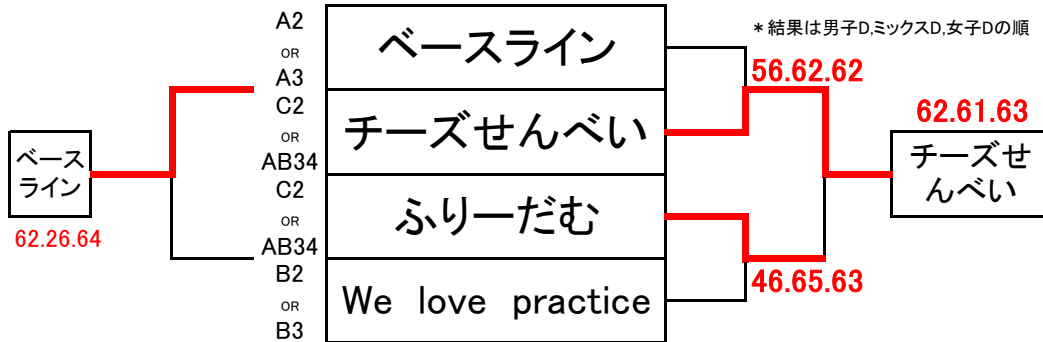 A2
OR
A3
C2
OR
AB34
C2
OR
AB34
B2
OR
B3
ベースライン
チーズせんべい
ふりーだむ
We love practice
*結果は男子D,ミックスD,女子Dの順
56.62.62
46.65.63
62.61.63
チーズせ
んべい
ベース
ライン
62.26.64